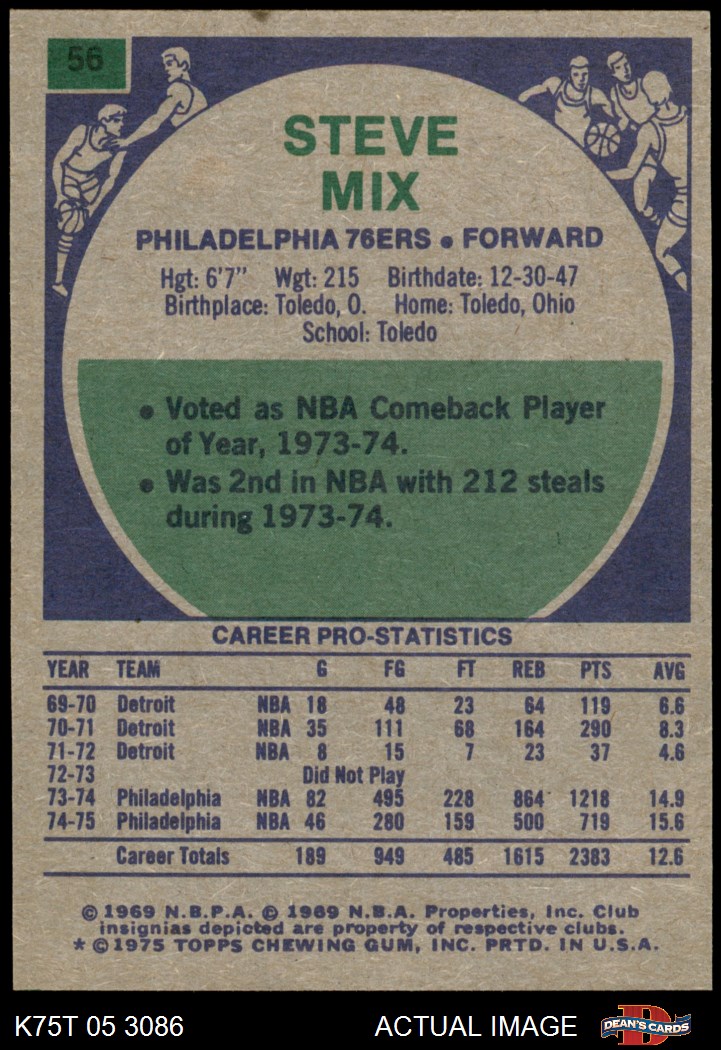 56
STEVE
MIX
PHILADELPHIA 76ERS • FORWARD
Hgt: 6'7" Wgt: 215 Birthdate: 12-30-47
Birthplace: Toledo, O. Home: Toledo, Ohio
School: Toledo
• Voted as NBA Comeback Player
of Year, 1973-74.
• Was 2nd in NBA with 212 steals
during 1973-74.
CAREER PRO-STATISTICS
YEAR TEAM G FG FT REB PTS AVG
69-70 Detroit NBA 18 48 23 64 119 6.6
70-71 Detroit NBA 35 111 68 164 290 8.3
71-72 Detroit NBA 8 15 7 23 37 4.6
72-73 Did Not Play
73-74 Philadelphia NBA 82 495 228 864 1218 14.9
74-75 Philadelphia NBA 46 280 159 500 719 15.6
Career Totals 189 949 485 1615 2383 12.6
© 1969 N.B.P.A. © 1969 N.B.A. Properties, Inc. Club
insignias depicted are property of respective clubs.
* © 1975 TOPPS CHEWING GUM, INC. PRTD. IN U.S.A.
K75T 05 3086 ACTUAL IMAGE
D
DEAN'S CARDS